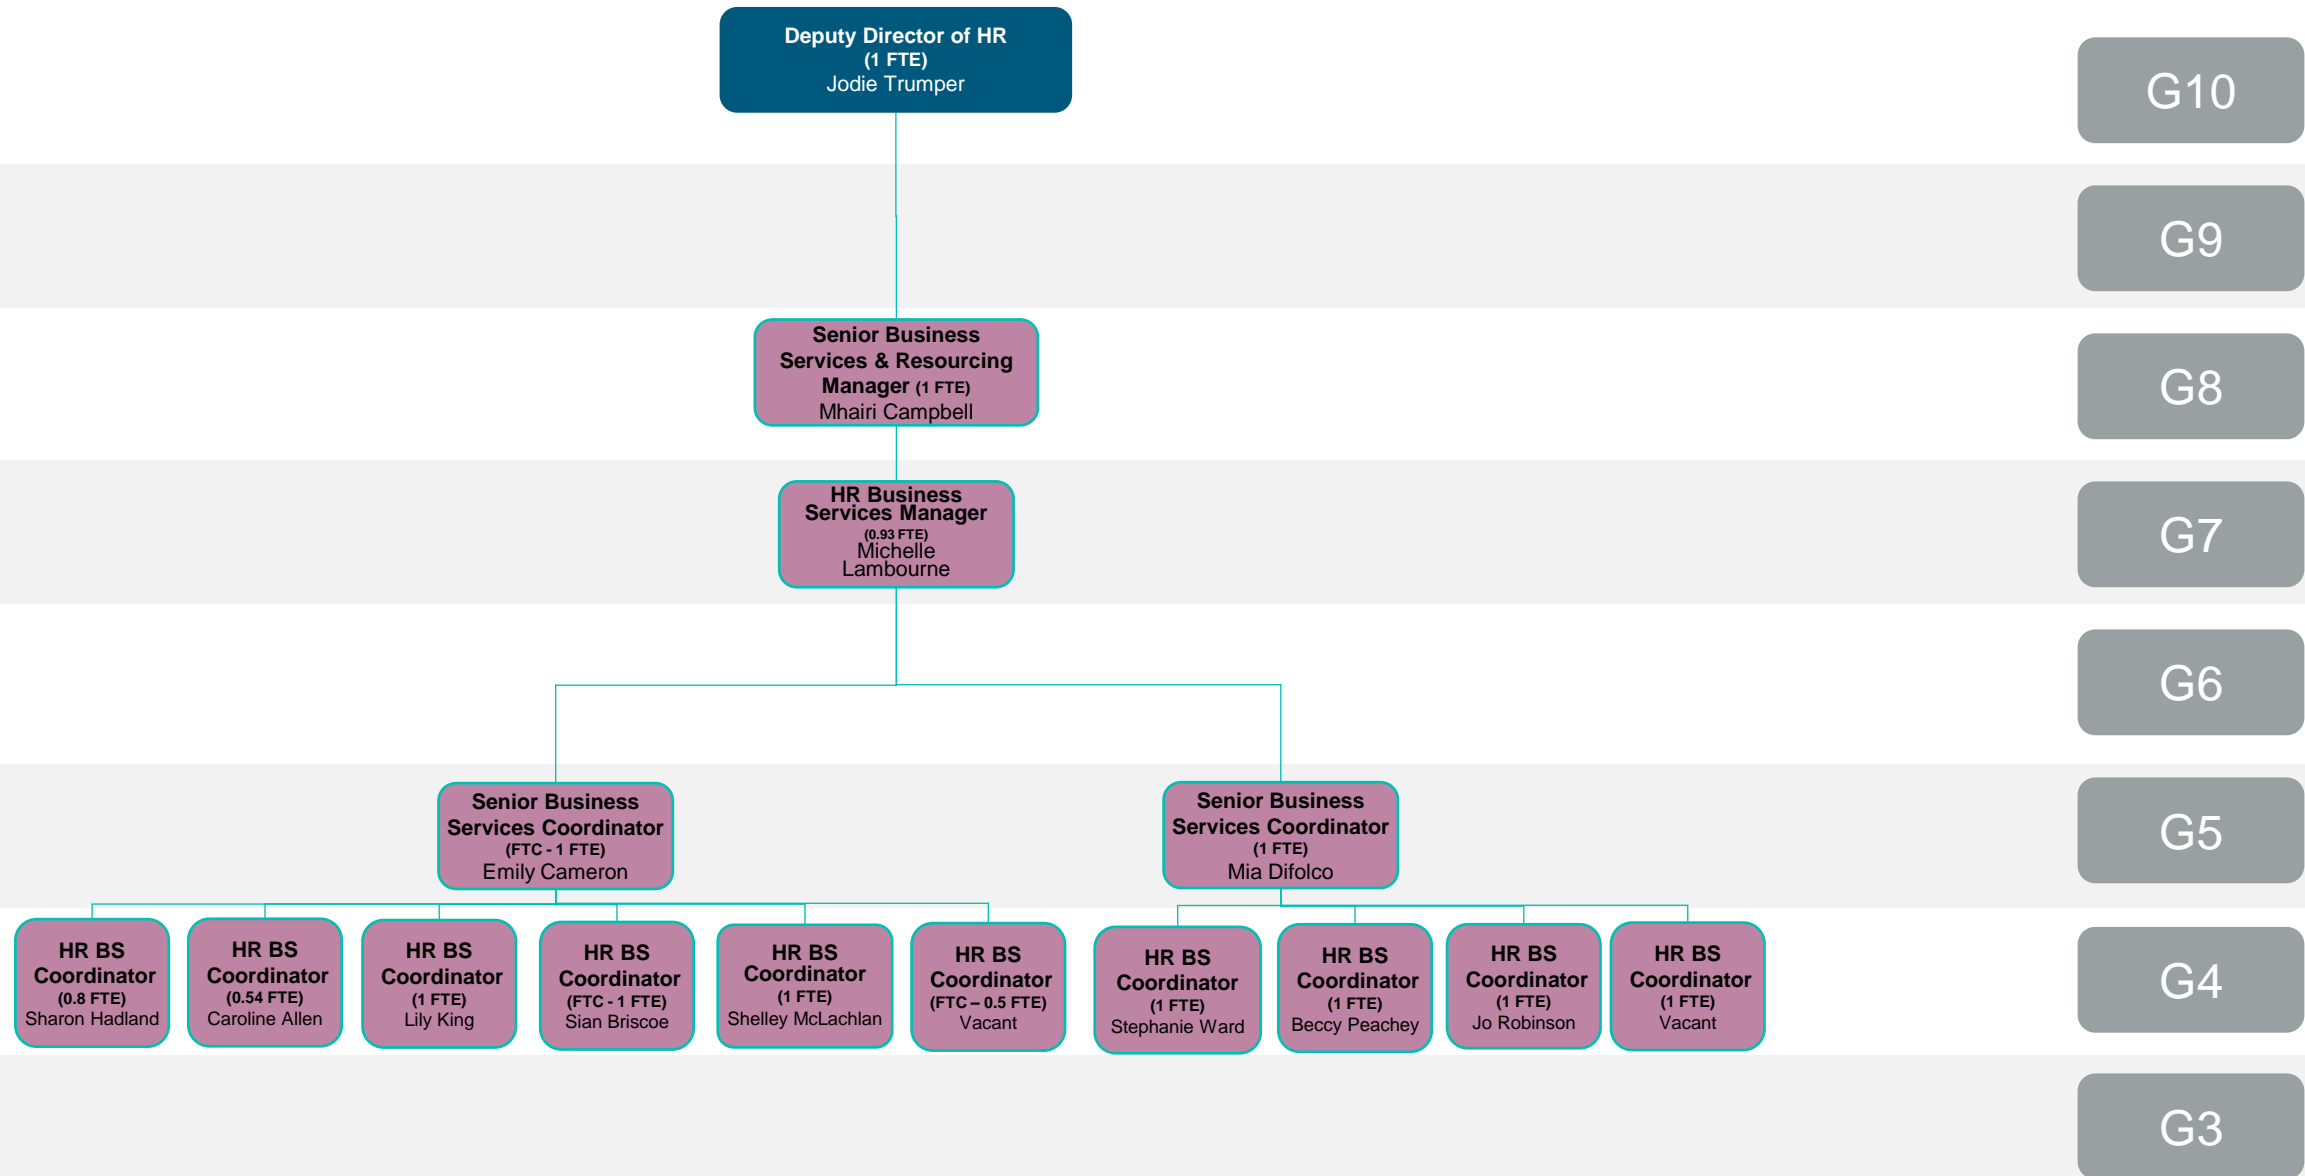 Deputy Director of HR
(1 FTE)
Jodie Trumper
G10
G9
Senior Business
Services & Resourcing
Manager (1 FTE)
Mhairi Campbell
G8
HR Business
Services Manager
(0.93 FTE)
Michelle
Lambourne
G7
G6
Senior Business
Services Coordinator
(FTC - 1 FTE)
Emily Cameron
Senior Business
Services Coordinator
(1 FTE)
Mia Difolco
G5
HR BS
Coordinator
(0.8 FTE)
Sharon Hadland
HR BS
Coordinator
(0.54 FTE)
Caroline Allen
HR BS
Coordinator
(1 FTE)
Lily King
HR BS
Coordinator
(FTC - 1 FTE)
Sian Briscoe
HR BS
Coordinator
(1 FTE)
Shelley McLachlan
HR BS
Coordinator
(FTC – 0.5 FTE)
Vacant
HR BS
Coordinator
(1 FTE)
Stephanie Ward
HR BS
Coordinator
(1 FTE)
Beccy Peachey
HR BS
Coordinator
(1 FTE)
Jo Robinson
HR BS
Coordinator
(1 FTE)
Vacant
G4
G3